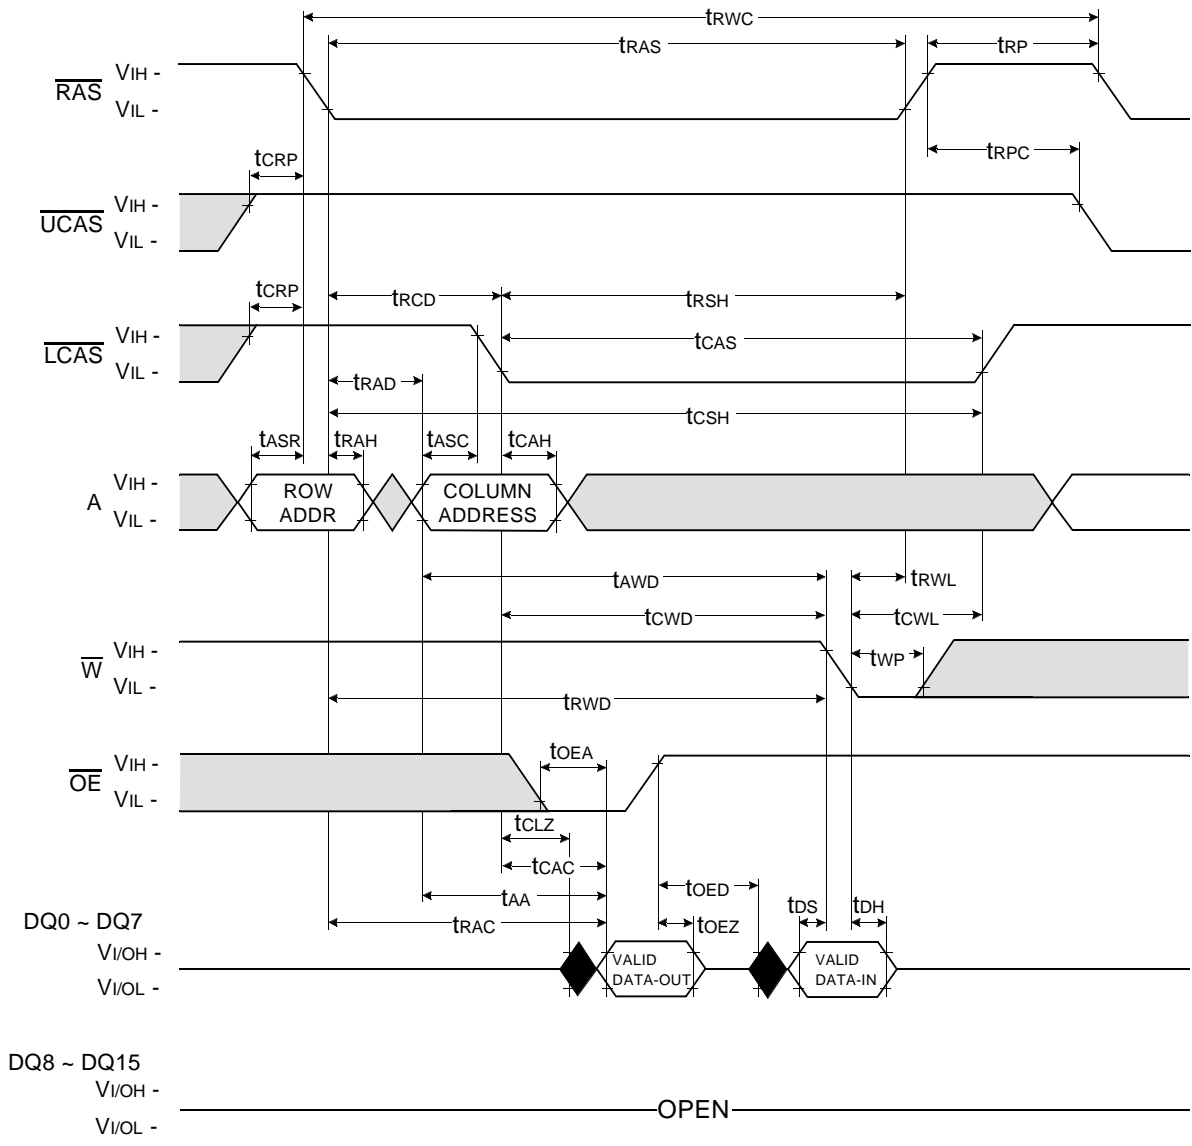 tRWC
tRAS
tRP
RAS
VIH -
VIL -
tCRP
tRPC
UCAS
VIH -
VIL -
tCRP
tRCD
tRSH
LCAS
VIH -
VIL -
tCAS
tRAD
tCSH
tASR
tRAH
tASC
tCAH
A
VIH -
VIL -
ROW
ADDR
COLUMN
ADDRESS
tAWD
tRWL
tCWD
tCWL
W
VIH -
VIL -
tWP
tRWD
OE
VIH -
VIL -
tOEA
tCLZ
tCAC
tAA
tOED
tDS
tDH
tRAC
tOEZ
DQ0 ~ DQ7
VI/OH -
VI/OL -
VALID
DATA-OUT
VALID
DATA-IN
DQ8 ~ DQ15
VI/OH -
VI/OL -
OPEN